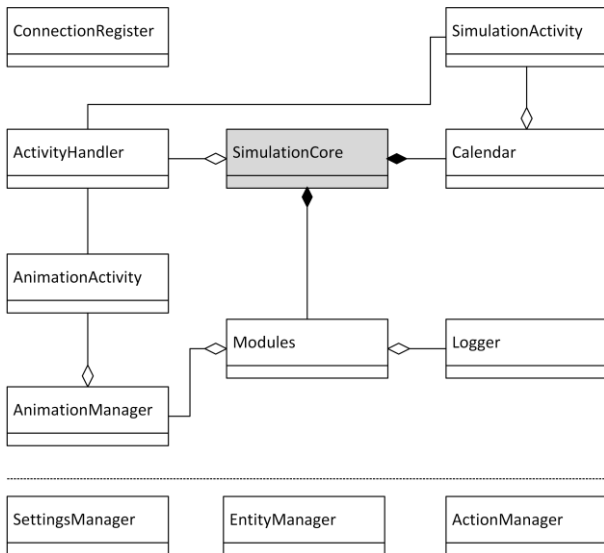 ConnectionRegister
SimulationActivity
ActivityHandler
SimulationCore
Calendar
AnimationActivity
Modules
Logger
AnimationManager
SettingsManager
EntityManager
ActionManager